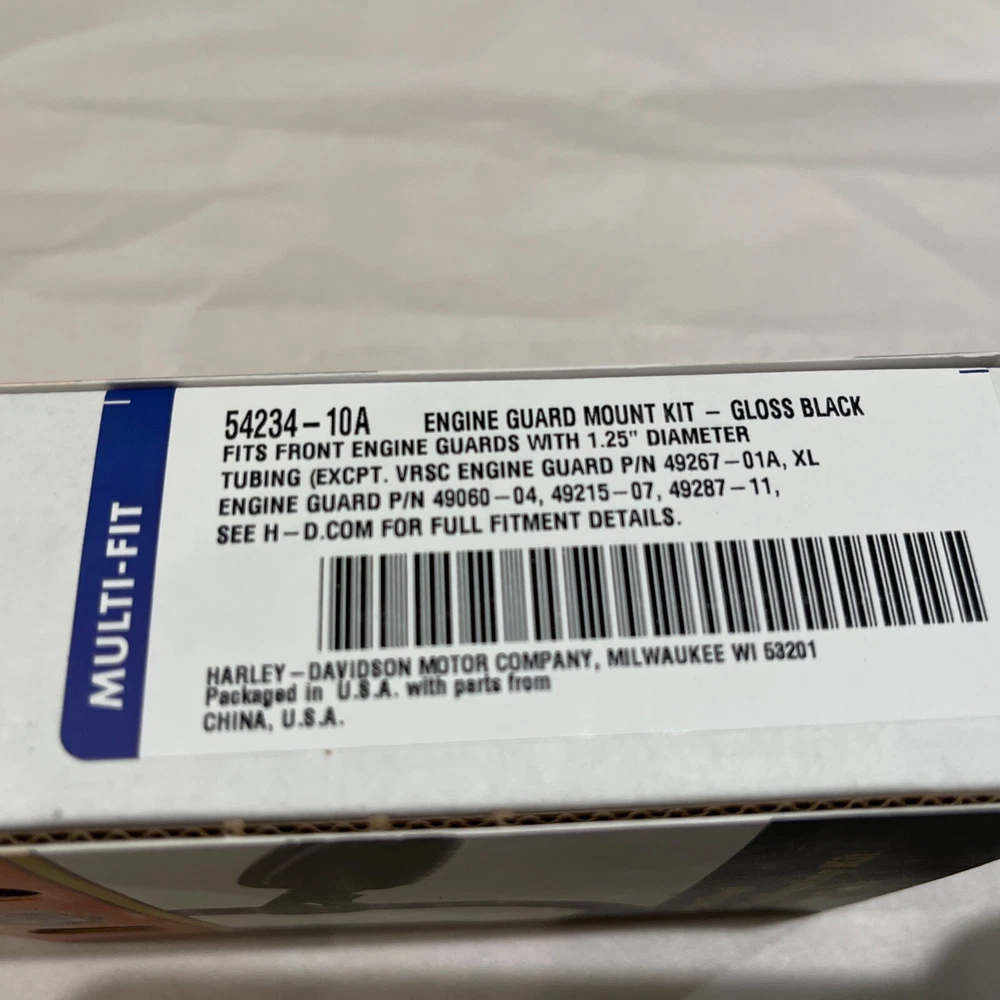 MULTI-FIT
54234-10A ENGINE GUARD MOUNT KIT - GLOSS BLACK
FITS FRONT ENGINE GUARDS WITH 1.25" DIAMETER
TUBING (EXCPT. VRSC ENGINE GUARD P/N 49267-01A, XL
ENGINE GUARD P/N 49060-04, 49215-07, 49287-11,
SEE H-D.COM FOR FULL FITMENT DETAILS.
HARLEY-DAVIDSON MOTOR COMPANY, MILWAUKEE WI 53201
Packaged in U.S.A. with parts from
CHINA, U.S.A.